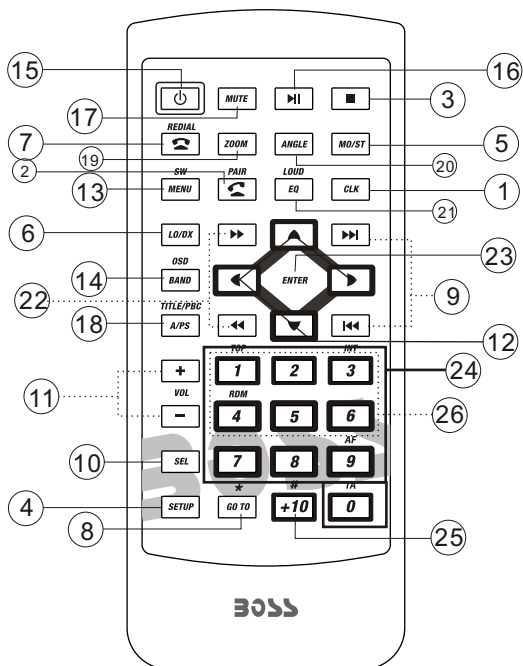 15 16
MUTE
17 3
REDIAL
7 ZOOM ANGLE MO/ST 5
19 20
2 SW PAIR LOUD
13 MENU EQ CLK 1
21
6 LO/DX
OSD 23
14 BAND ENTER
22 9
TITLE/PBC
18 A/PS 12
TOP INT
+ 1 2 3 24
11 VOL RDM
- 4 5 6 26
AF
10 SEL 7 8 9
BOSS
* # TA
4 SETUP GO TO +10 0
8 25
BOSS